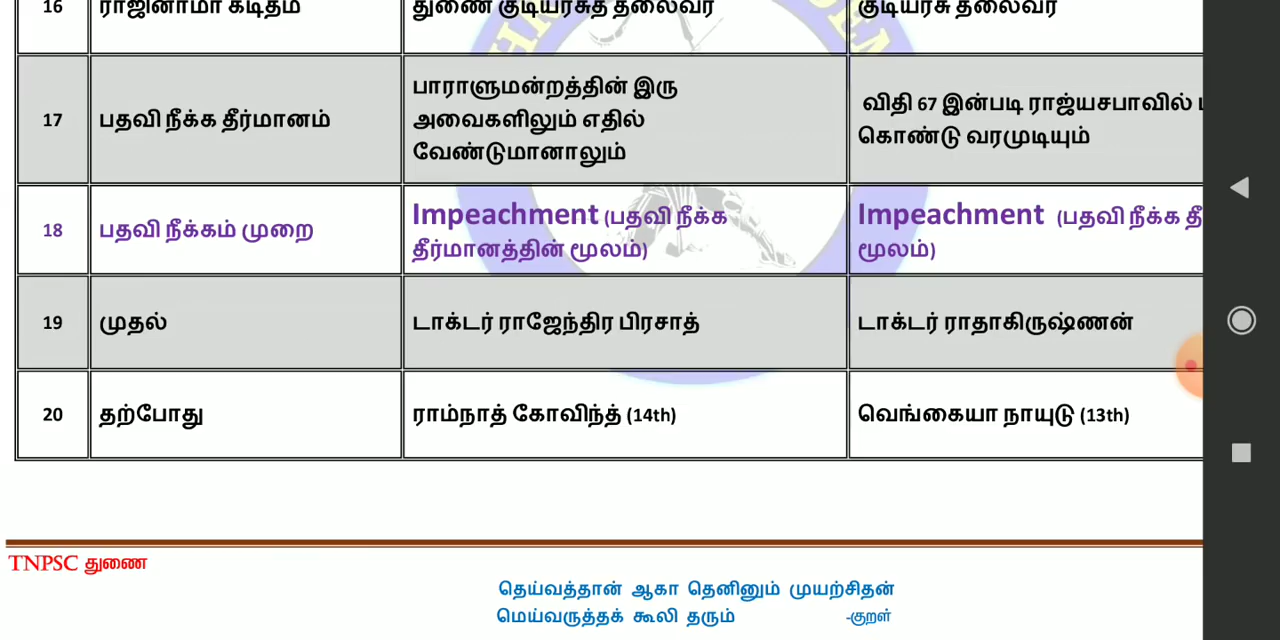 16 ராஜினாமா கடிதம் துணை குடியரசுத் தலைவர் குடியரசு தலைவர்
17 பதவி நீக்க தீர்மானம்
பாராளுமன்றத்தின் இரு
அவைகளிலும் எதில்
வேண்டுமானாலும்
விதி 67 இன்படி ராஜ்யசபாவில்
கொண்டு வரமுடியும்
18 பதவி நீக்கம் முறை
Impeachment (பதவி நீக்க
தீர்மானத்தின் மூலம்)
Impeachment (பதவி நீக்க
மூலம்)
19 முதல் டாக்டர் ராஜேந்திர பிரசாத் டாக்டர் ராதாகிருஷ்ணன்
20 தற்போது ராம்நாத் கோவிந்த் (14th) வெங்கையா நாயுடு (13th)
TNPSC துணை
தெய்வத்தான் ஆகா தெனினும் முயற்சிதன்
மெய்வருத்தக் கூலி தரும் -குறள்